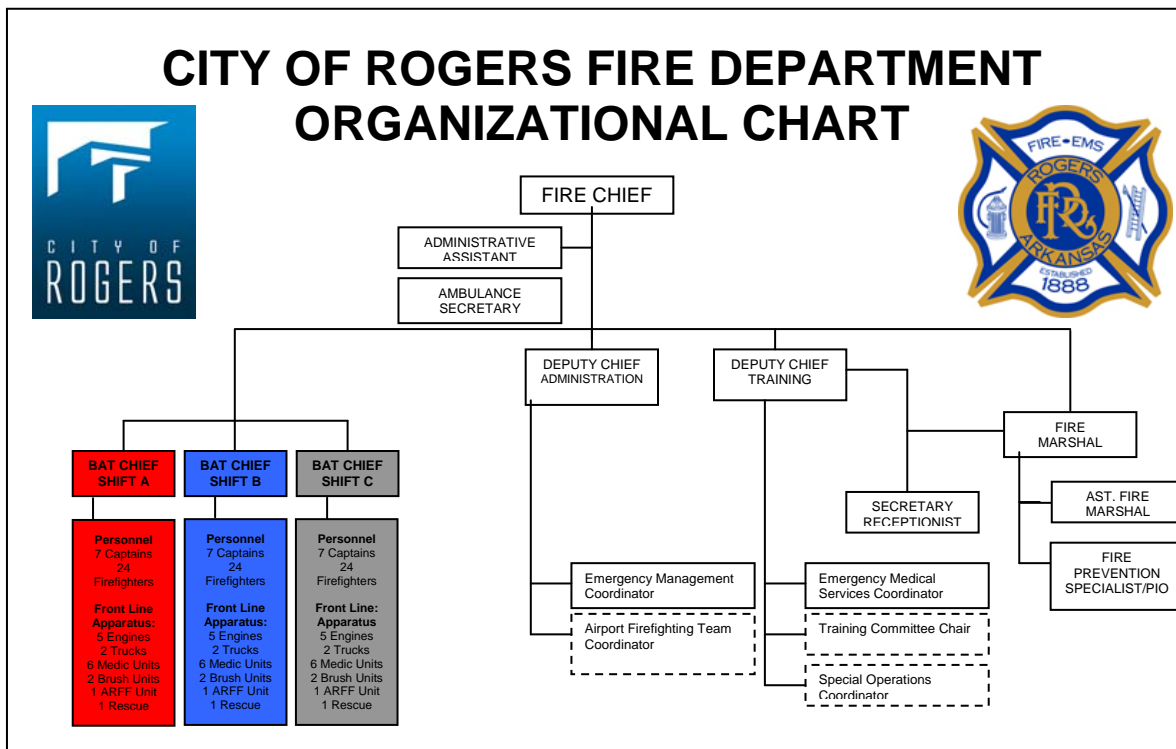 CITY OF ROGERS FIRE DEPARTMENT
ORGANIZATIONAL CHART
CITY OF
ROGERS
FIRE • EMS
ROGERS
FRD
ARKANSAS
ESTABLISHED
1888
FIRE CHIEF
ADMINISTRATIVE
ASSISTANT
AMBULANCE
SECRETARY
DEPUTY CHIEF
ADMINISTRATION
DEPUTY CHIEF
TRAINING
FIRE
MARSHAL
BAT CHIEF
SHIFT A
BAT CHIEF
SHIFT B
BAT CHIEF
SHIFT C
SECRETARY
RECEPTIONIST
AST. FIRE
MARSHAL
FIRE
PREVENTION
SPECIALIST/PIO
Personnel
7 Captains
24
Firefighters
Front Line
Apparatus:
5 Engines
2 Trucks
6 Medic Units
2 Brush Units
1 ARFF Unit
1 Rescue
Personnel
7 Captains
24
Firefighters
Front Line
Apparatus:
5 Engines
2 Trucks
6 Medic Units
2 Brush Units
1 ARFF Unit
1 Rescue
Personnel
7 Captains
24
Firefighters
Front Line:
Apparatus
5 Engines
2 Trucks
6 Medic Units
2 Brush Units
1 ARFF Unit
1 Rescue
Emergency Management
Coordinator
Airport Firefighting Team
Coordinator
Emergency Medical
Services Coordinator
Training Committee Chair
Special Operations
Coordinator